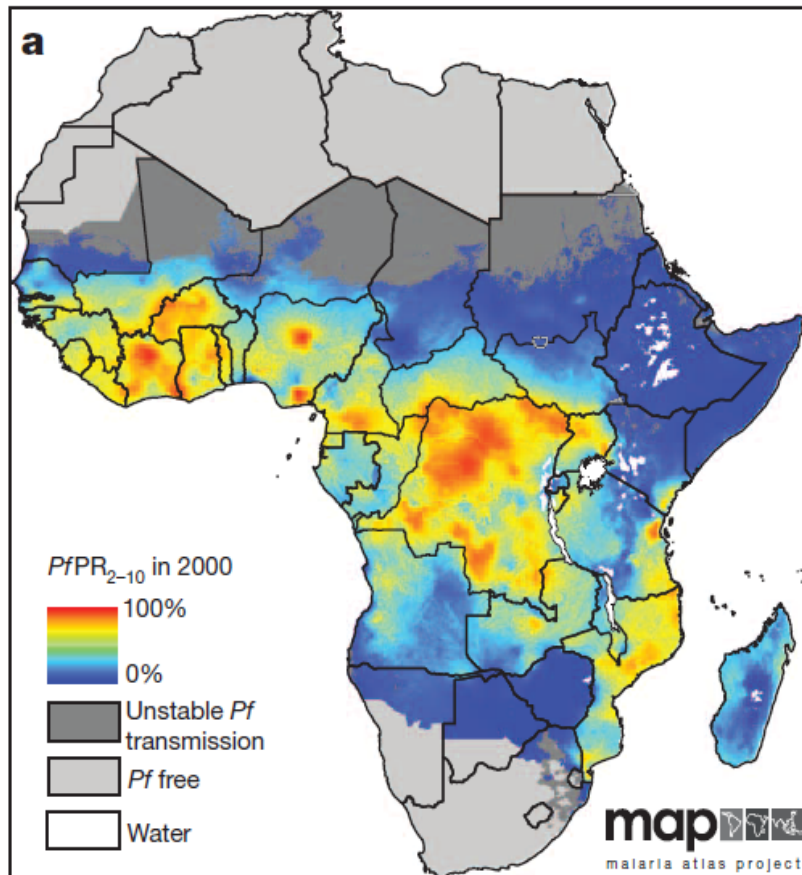 a
PfPR2–10 in 2000
100%
0%
Unstable Pf
transmission
Pf free
Water
map
malaria atlas project